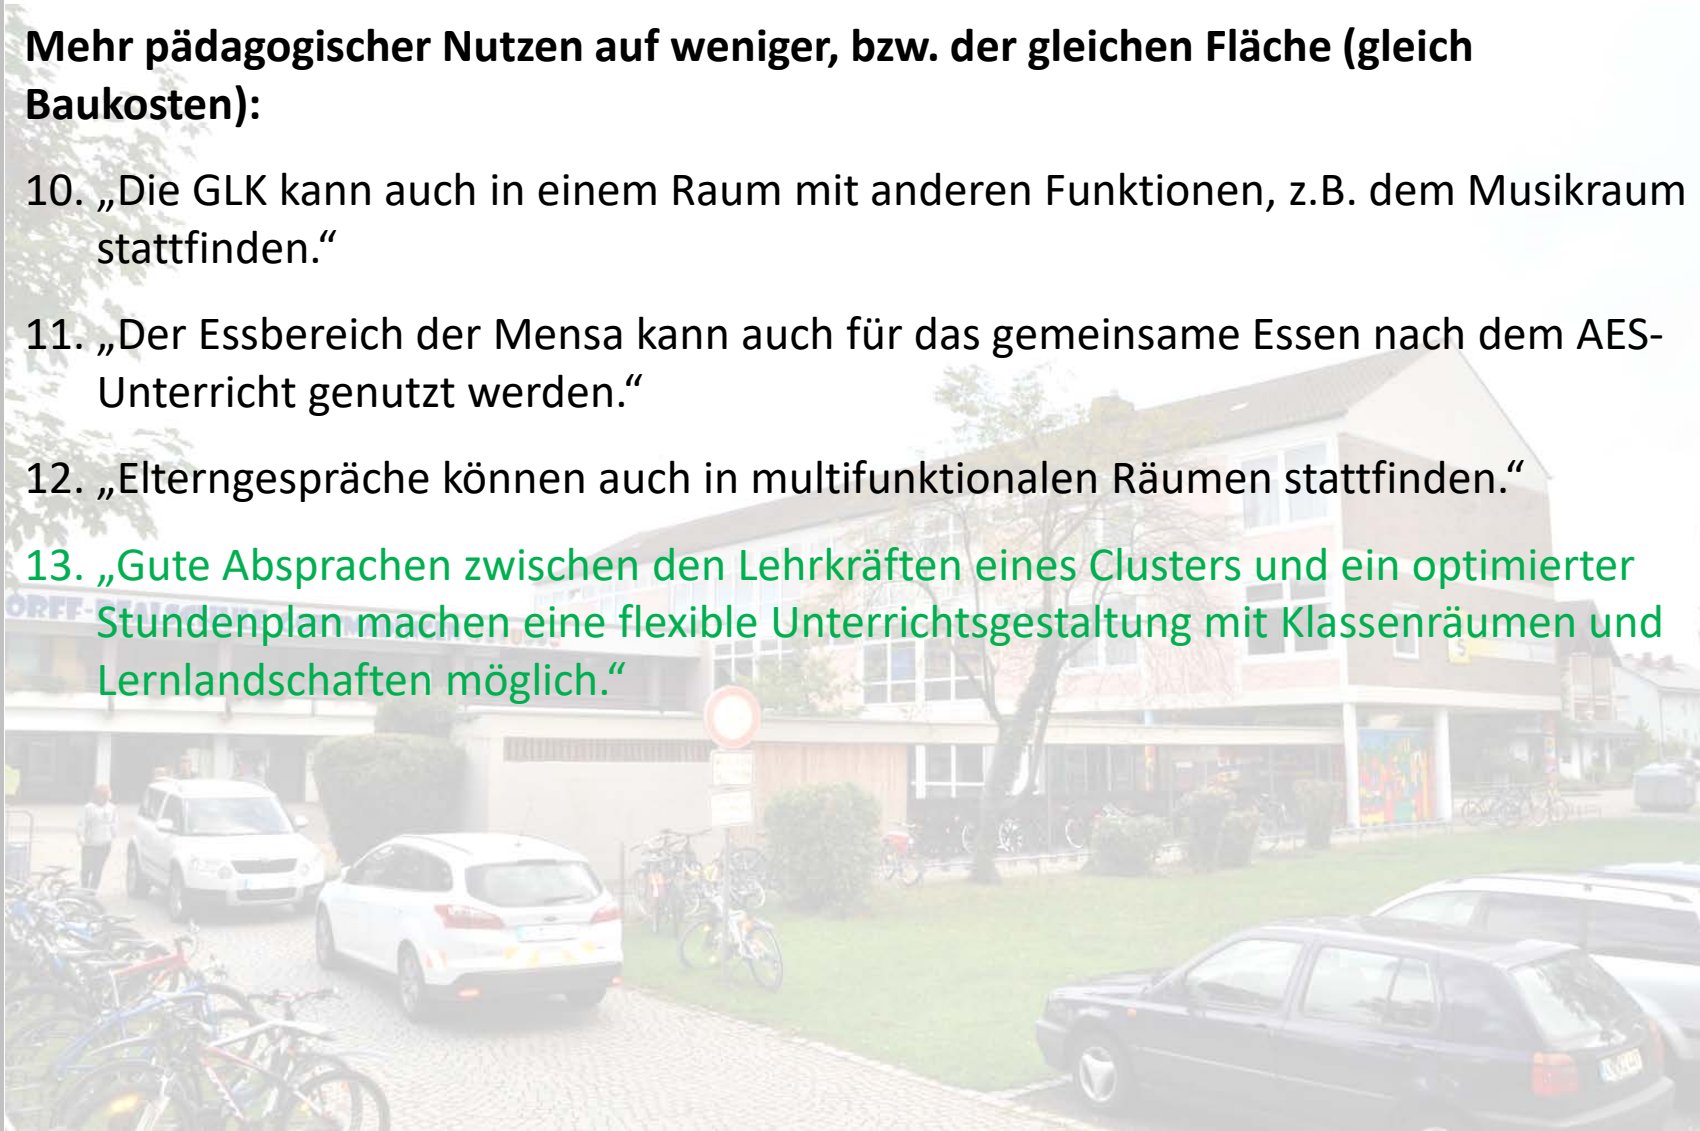 Mehr pädagogischer Nutzen auf weniger, bzw. der gleichen Fläche (gleich
Baukosten):
10. „Die GLK kann auch in einem Raum mit anderen Funktionen, z.B. dem Musikraum
stattfinden.“
11. „Der Essbereich der Mensa kann auch für das gemeinsame Essen nach dem AES-
Unterricht genutzt werden.“
12. „Elterngespräche können auch in multifunktionalen Räumen stattfinden.“
13. „Gute Absprachen zwischen den Lehrkräften eines Clusters und ein optimierter
Stundenplan machen eine flexible Unterrichtsgestaltung mit Klassenräumen und
Lernlandschaften möglich.“